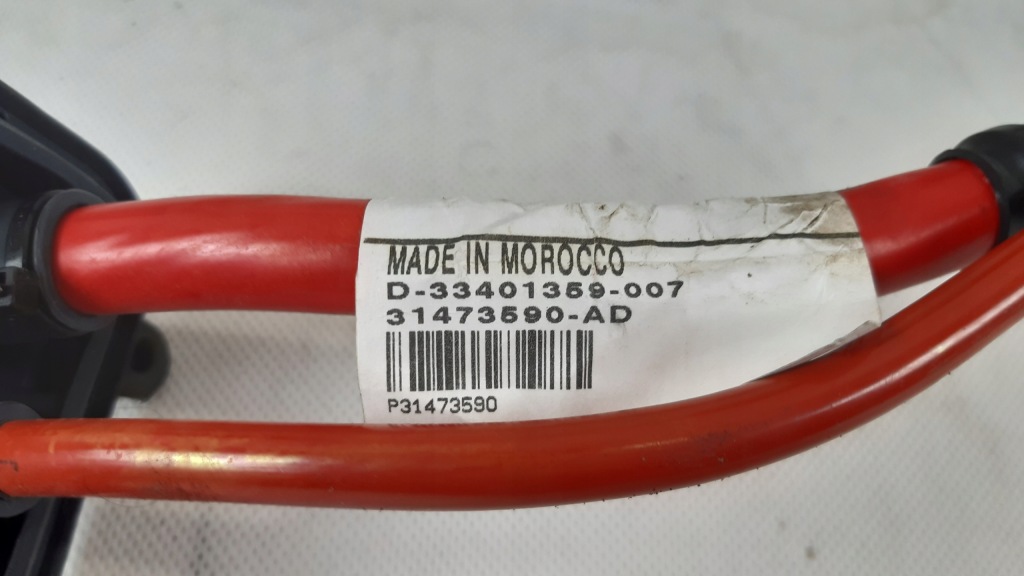 MADE IN MOROCCO
D-33401359-007
31473590-AD
P31473590